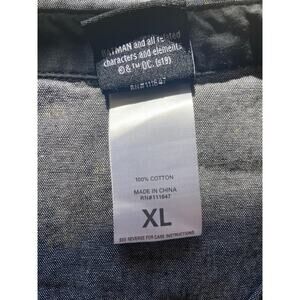 BATMAN and all related
characters and elements
© & ™ DC. (s19)
RN#111647
100% COTTON
MADE IN CHINA
RN#111647
XL
SEE REVERSE FOR CARE INSTRUCTIONS